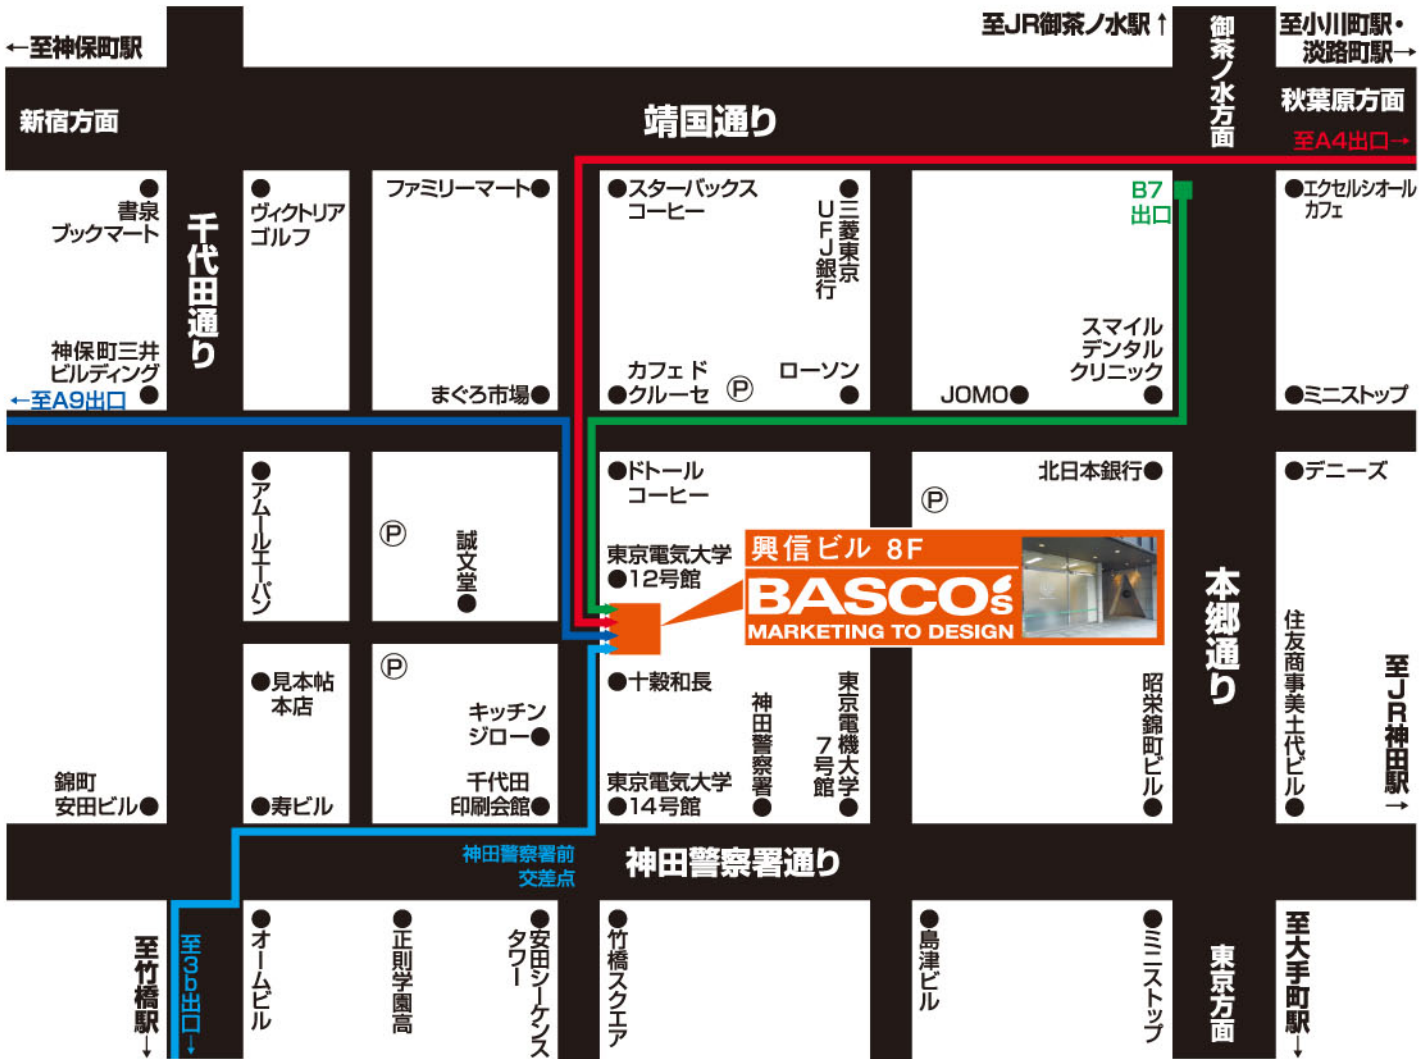 ←至神保町駅
至JR御茶ノ水駅↑
御茶ノ水方面
至小川町駅・
淡路町駅→
新宿方面
靖国通り
秋葉原方面
至A4出口→
書泉
ブックマート
千代田通り
ヴィクトリア
ゴルフ
ファミリーマート
スターバックス
コーヒー
三菱東京
UFJ銀行
B7
出口
エクセルシオール
カフェ
神保町三井
ビルディング
←至A9出口
まぐろ市場
カフェド
クルーセ
P
ローソン
JOMO
スマイル
デンタル
クリニック
ミニストップ
アムールエーパン
P
誠文堂
ドトール
コーヒー
P
北日本銀行
デニーズ
東京電気大学
12号館
興信ビル 8F
BASCO's
MARKETING TO DESIGN
本郷通り
住友商事美土代ビル
至JR神田駅→
見本帖
本店
P
キッチン
ジロー
十穀和長
神田警察署
東京電機大学
7号館
昭栄錦町ビル
錦町
安田ビル
寿ビル
千代田
印刷会館
東京電気大学
14号館
神田警察署前
交差点
神田警察署通り
至竹橋駅→
至3b出口→
オームビル
正則学園高
安田シーケンス
タワー
竹橋スクエア
島津ビル
ミニストップ
東京方面
至大手町駅→